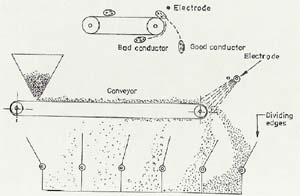 Electrode
Bad conductor
Good conductor
Electrode
Conveyor
Dividing
edges